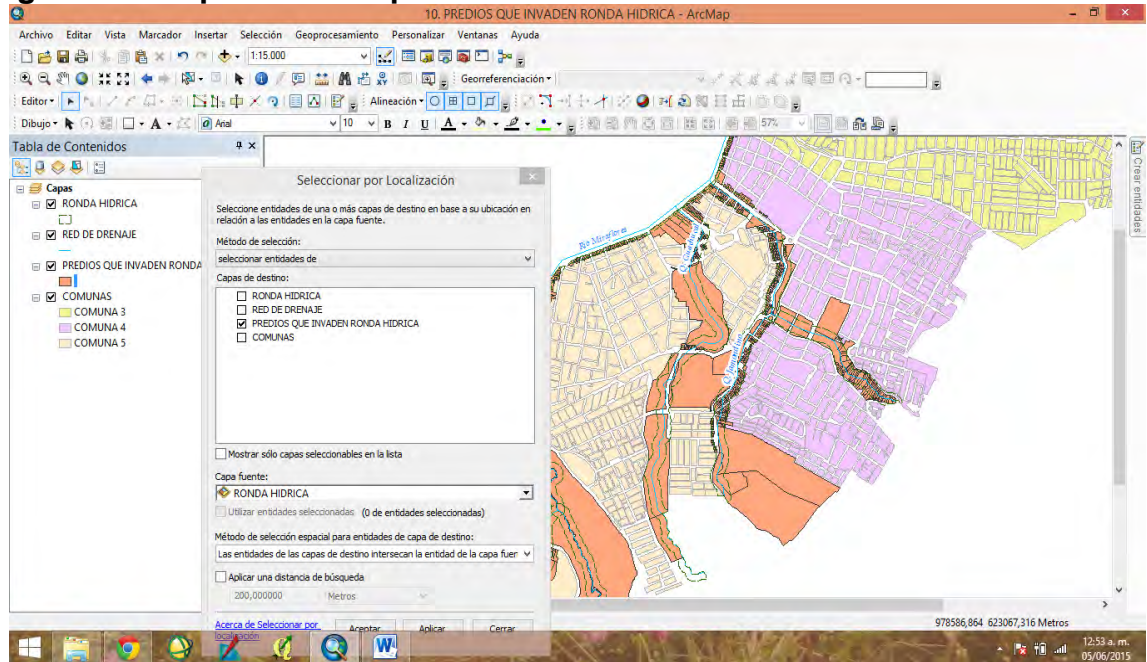 10. PREDIOS QUE INVADEN RONDA HIDRICA - ArcMap
Archivo Editar Vista Marcador Insertar Selección Geoprocesamiento Personalizar Ventanas Ayuda
1:15.000
Georreferenciación
Editor Alineación
Dibujo A Arial 10 B I U A 57%
Tabla de Contenidos
Capas
RONDA HIDRICA
RED DE DRENAJE
PREDIOS QUE INVADEN RONDA
COMUNAS
COMUNA 3
COMUNA 4
COMUNA 5
Seleccionar por Localización
Seleccione entidades de una o más capas de destino en base a su ubicación en
relación a las entidades en la capa fuente.
Método de selección:
seleccionar entidades de
Capas de destino:
RONDA HIDRICA
RED DE DRENAJE
PREDIOS QUE INVADEN RONDA HIDRICA
COMUNAS
Mostrar sólo capas seleccionables en la lista
Capa fuente:
RONDA HIDRICA
Utilizar entidades seleccionadas (0 de entidades seleccionadas)
Método de selección espacial para entidades de capa de destino:
Las entidades de las capas de destino intersecan la entidad de la capa fuer
Aplicar una distancia de búsqueda
200,000000 Metros
Acerca de Seleccionar por
localización
Aceptar Aplicar Cerrar
Rio Miraflores
Crear entidades
978586,864 623067,316 Metros
12:53 a. m.
05/06/2015